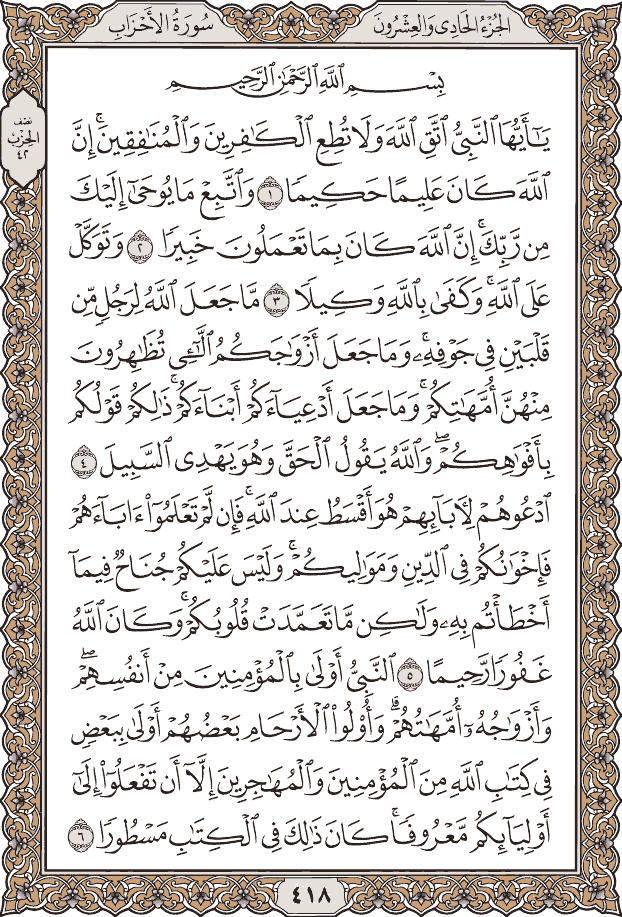 الجُزْءُ الحَادِى وَالعِشْرُونَ
سُورَةُ الأَحْزَابِ
نصف
الحِزْب
٤٢
بِسْمِ اللَّهِ الرَّحْمَٰنِ الرَّحِيمِ
يَٰٓأَيُّهَا ٱلنَّبِىُّ ٱتَّقِ ٱللَّهَ وَلَا تُطِعِ ٱلْكَٰفِرِينَ وَٱلْمُنَٰفِقِينَۗ إِنَّ
ٱللَّهَ كَانَ عَلِيمًا حَكِيمًا ١ وَٱتَّبِعْ مَا يُوحَىٰٓ إِلَيْكَ
مِن رَّبِّكَۚ إِنَّ ٱللَّهَ كَانَ بِمَا تَعْمَلُونَ خَبِيرًا ٢ وَتَوَكَّلْ
عَلَى ٱللَّهِۚ وَكَفَىٰ بِٱللَّهِ وَكِيلًا ٣ مَّا جَعَلَ ٱللَّهُ لِرَجُلٍ مِّن
قَلْبَيْنِ فِى جَوْفِهِۦۚ وَمَا جَعَلَ أَزْوَٰجَكُمُ ٱلَّٰٓـِٔى تُظَٰهِرُونَ
مِنْهُنَّ أُمَّهَٰتِكُمْۚ وَمَا جَعَلَ أَدْعِيَآءَكُمْ أَبْنَآءَكُمْۚ ذَٰلِكُمْ قَوْلُكُم
بِأَفْوَٰهِكُمْۖ وَٱللَّهُ يَقُولُ ٱلْحَقَّ وَهُوَ يَهْدِى ٱلسَّبِيلَ ٤
ٱدْعُوهُمْ لِأٓبَآئِهِمْ هُوَ أَقْسَطُ عِندَ ٱللَّهِۚ فَإِن لَّمْ تَعْلَمُوٓا۟ ءَابَآءَهُمْ
فَإِخْوَٰنُكُمْ فِى ٱلدِّينِ وَمَوَٰلِيكُمْۚ وَلَيْسَ عَلَيْكُمْ جُنَاحٌ فِيمَآ
أَخْطَأْتُم بِهِۦ وَلَٰكِن مَّا تَعَمَّدَتْ قُلُوبُكُمْۚ وَكَانَ ٱللَّهُ
غَفُورًا رَّحِيمًا ٥ ٱلنَّبِىُّ أَوْلَىٰ بِٱلْمُؤْمِنِينَ مِنْ أَنفُسِهِمْۖ
وَأَزْوَٰجُهُۥٓ أُمَّهَٰتُهُمْۗ وَأُو۟لُوا۟ ٱلْأَرْحَامِ بَعْضُهُمْ أَوْلَىٰ بِبَعْضٍ
فِى كِتَٰبِ ٱللَّهِ مِنَ ٱلْمُؤْمِنِينَ وَٱلْمُهَٰجِرِينَ إِلَّآ أَن تَفْعَلُوٓا۟ إِلَىٰٓ
أَوْلِيَآئِكُم مَّعْرُوفًاۚ كَانَ ذَٰلِكَ فِى ٱلْكِتَٰبِ مَسْطُورًا ٦
٤١٨